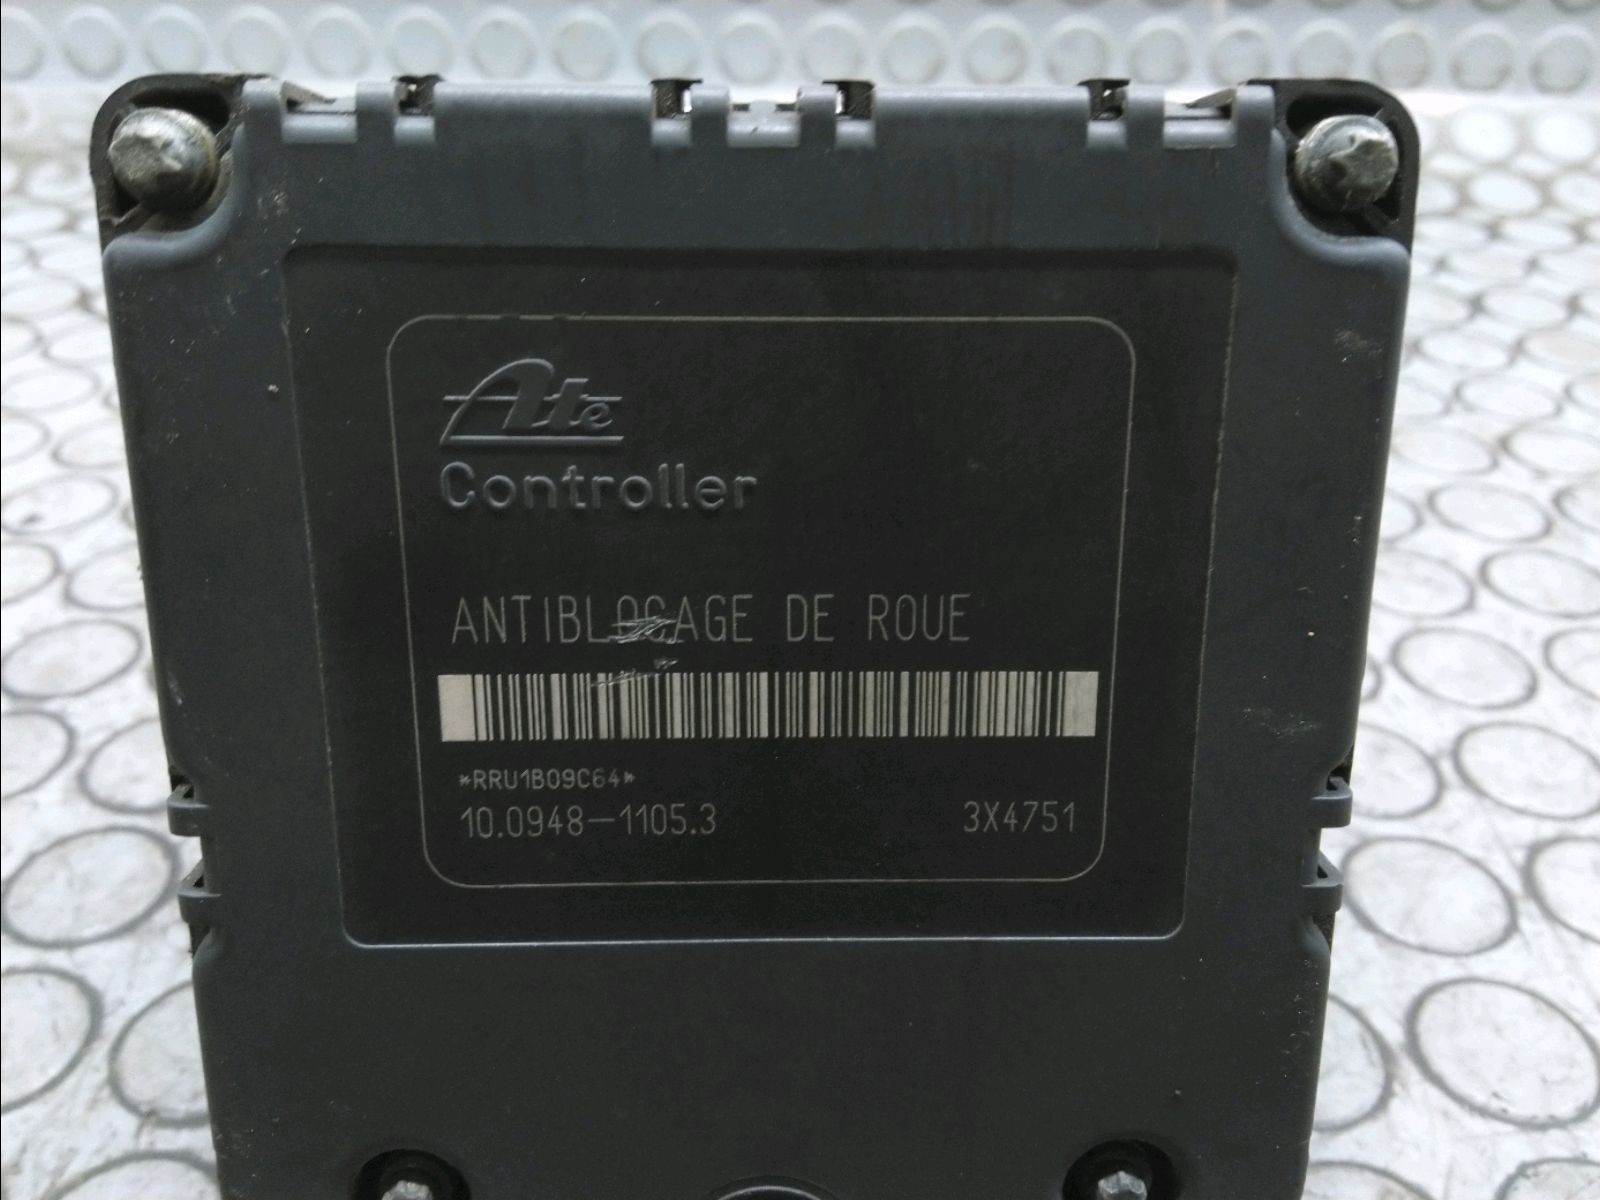 Ate
Controller
ANTIBLOCAGE DE ROUE
*RRU1B09C64*
10.0948-1105.3 3X4751